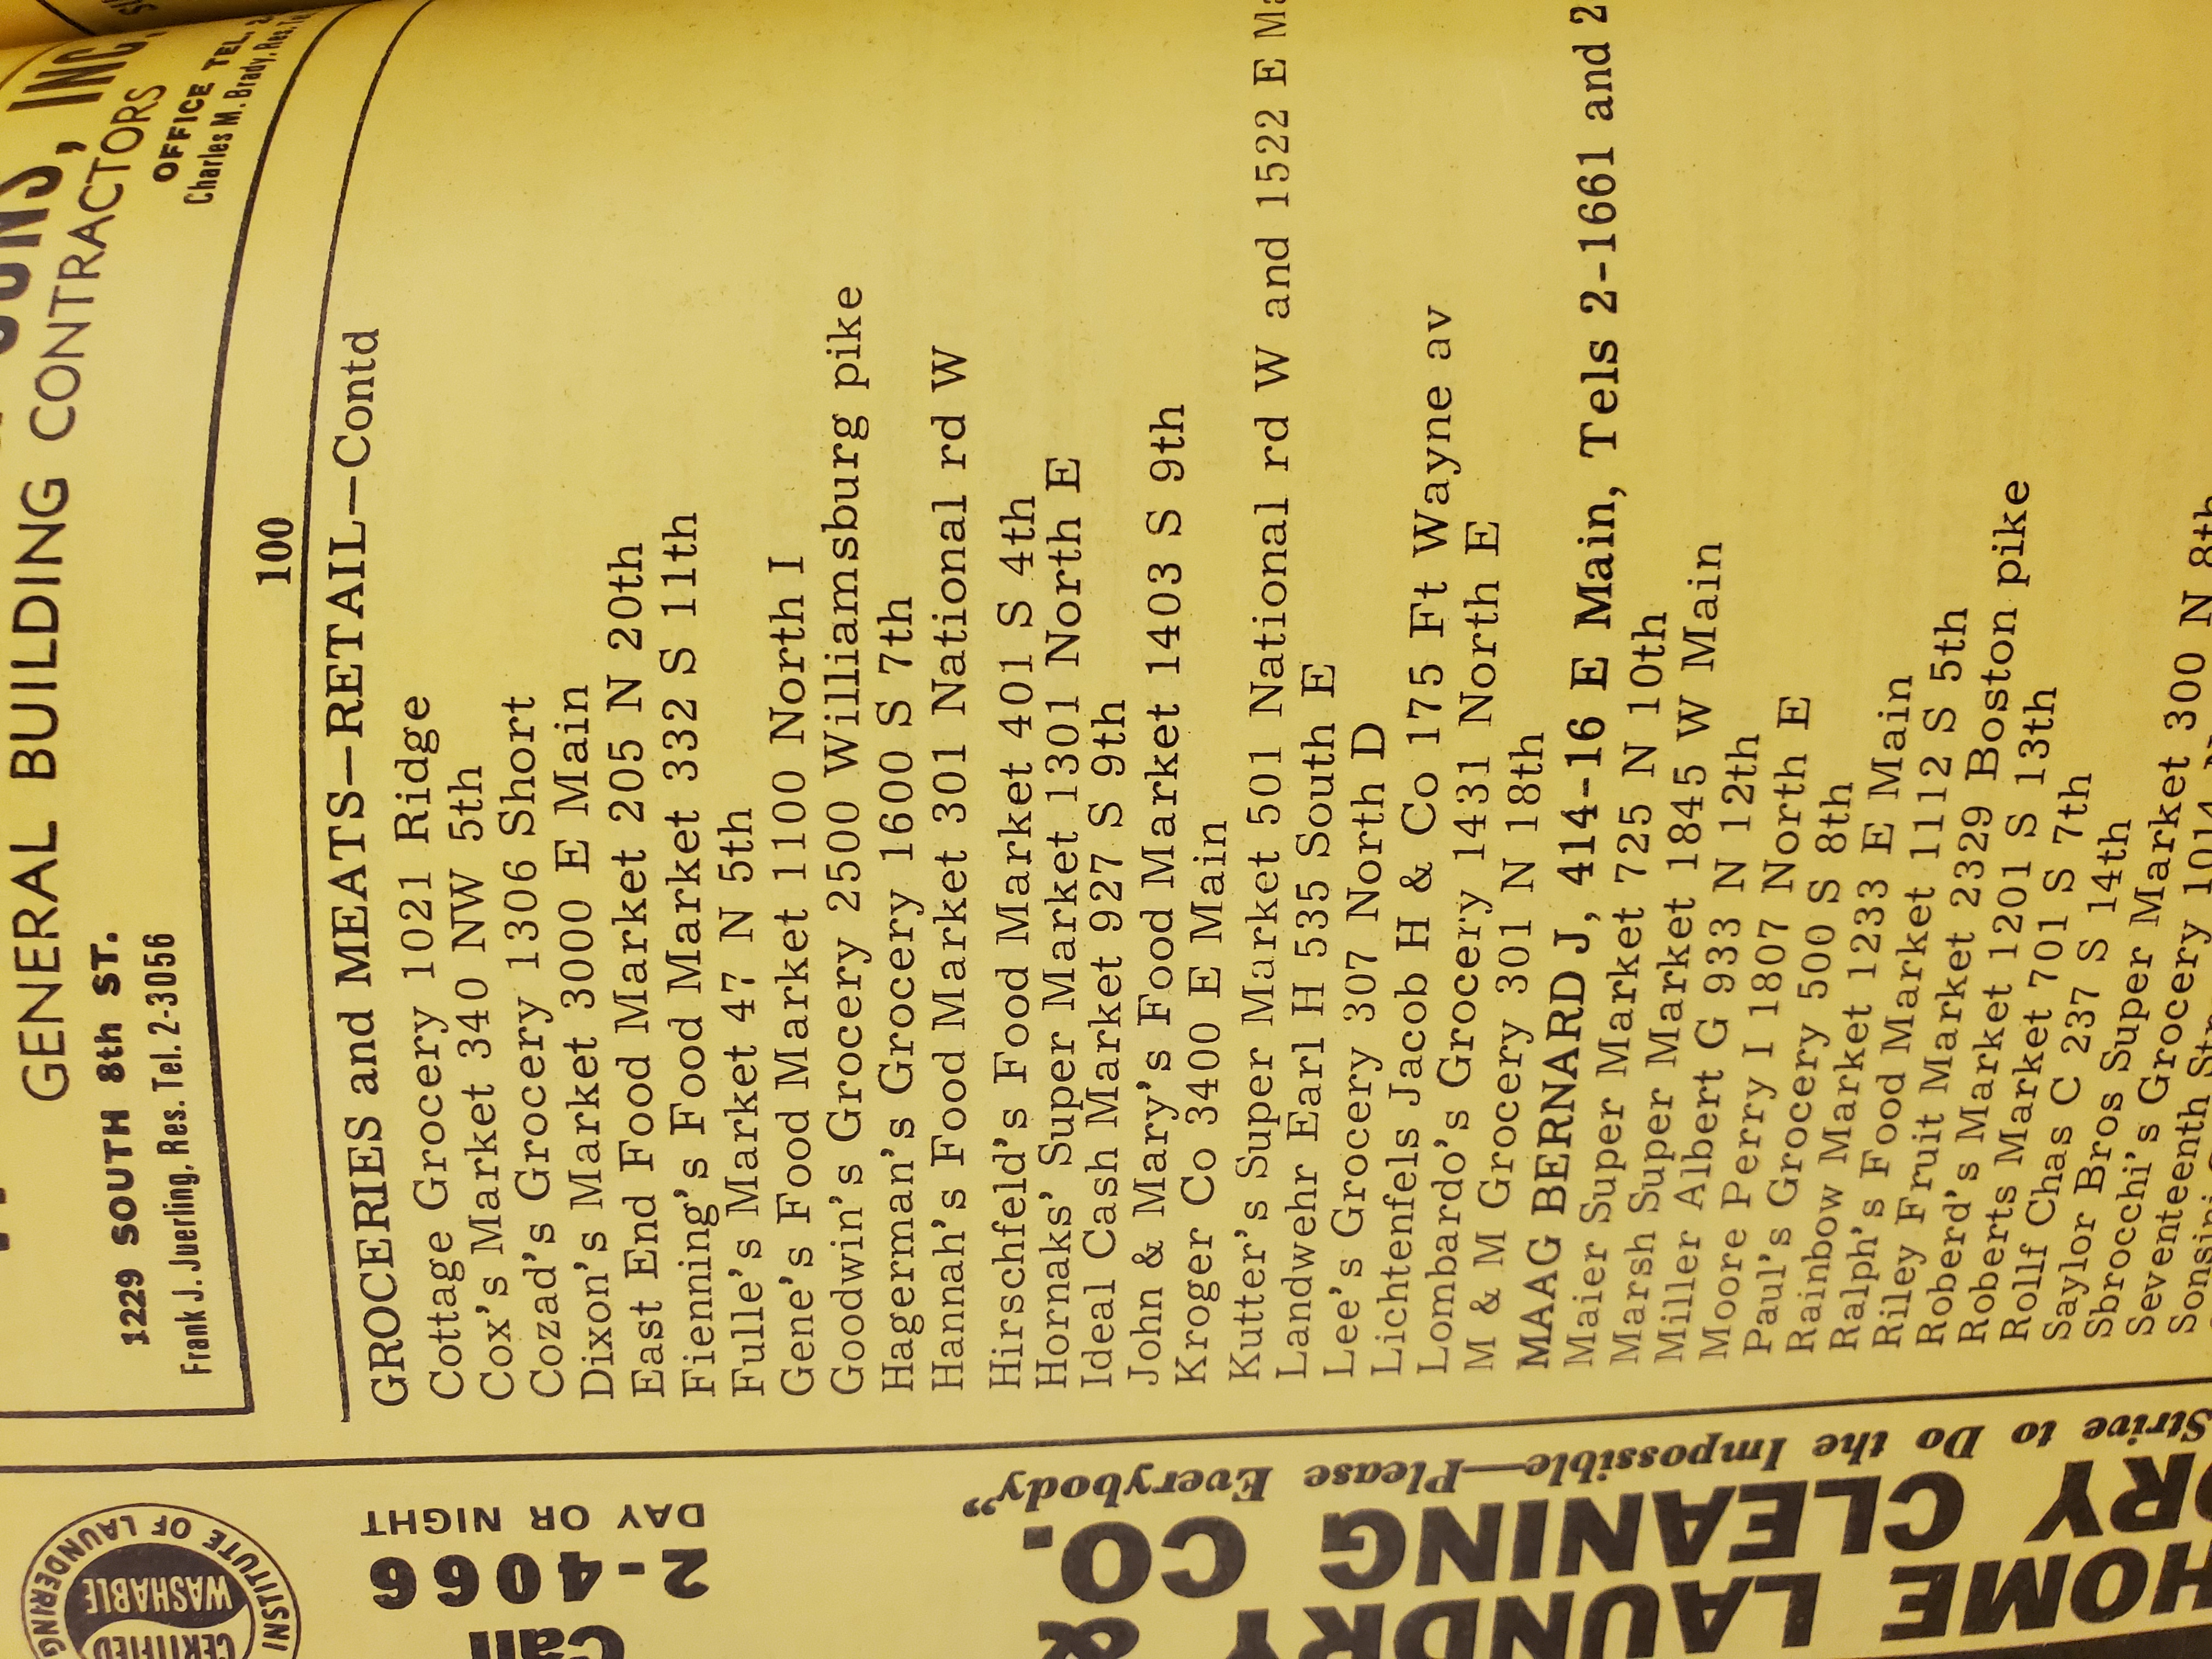 SONS, INC.
GENERAL BUILDING CONTRACTORS
1229 SOUTH 8th ST.
OFFICE TEL.
Frank J. Juerling, Res. Tel. 2-3056
Charles M. Brady, Res.
100
GROCERIES and MEATS—RETAIL—Contd
Cottage Grocery 1021 Ridge
Cox's Market 340 NW 5th
Cozad's Grocery 1306 Short
Dixon's Market 3000 E Main
East End Food Market 205 N 20th
Fienning's Food Market 332 S 11th
Fulle's Market 47 N 5th
Gene's Food Market 1100 North I
Goodwin's Grocery 2500 Williamsburg pike
Hagerman's Grocery 1600 S 7th
Hannah's Food Market 301 National rd W
Hirschfeld's Food Market 401 S 4th
Hornaks' Super Market 1301 North E
Ideal Cash Market 927 S 9th
John & Mary's Food Market 1403 S 9th
Kroger Co 3400 E Main
Kutter's Super Market 501 National rd W and 1522 E Ma
Landwehr Earl H 535 South E
Lee's Grocery 307 North D
Lichtenfels Jacob H & Co 175 Ft Wayne av
Lombardo's Grocery 1431 North E
M & M Grocery 301 N 18th
MAAG BERNARD J, 414-16 E Main, Tels 2-1661 and 2
Maier Super Market 725 N 10th
Marsh Super Market 1845 W Main
Miller Albert G 933 N 12th
Moore Perry I 1807 North E
Paul's Grocery 500 S 8th
Rainbow Market 1233 E Main
Ralph's Food Market 1112 S 5th
Riley Fruit Market 2329 Boston pike
Roberd's Market 1201 S 13th
Roberts Market 701 S 7th
Rollf Chas C 237 S 14th
Saylor Bros Super Market 300 N 8th
Sbrocchi's Grocery 1014
Seventeenth Str
INSTITUTE OF LAUNDERING
CERTIFIED
WASHABLE
Call
2-4066
DAY OR NIGHT
HOME LAUNDRY &
DRY CLEANING CO.
Strive to Do the Impossible—Please Everybody"